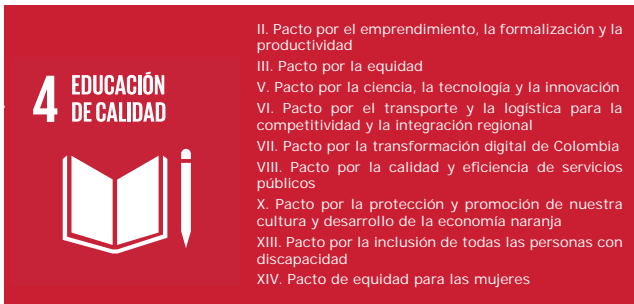 4 EDUCACIÓN
DE CALIDAD
II. Pacto por el emprendimiento, la formalización y la
productividad
III. Pacto por la equidad
V. Pacto por la ciencia, la tecnología y la innovación
VI. Pacto por el transporte y la logística para la
competitividad y la integración regional
VII. Pacto por la transformación digital de Colombia
VIII. Pacto por la calidad y eficiencia de servicios
públicos
X. Pacto por la protección y promoción de nuestra
cultura y desarrollo de la economía naranja
XIII. Pacto por la inclusión de todas las personas con
discapacidad
XIV. Pacto de equidad para las mujeres